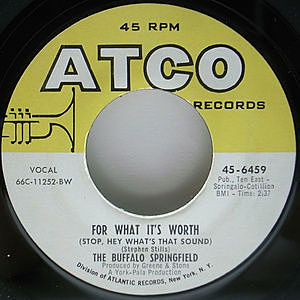 45 RPM
ATCO
RECORDS
VOCAL
66C-11252-BW
45-6459
Pub., Ten East -
Springalo-Cotillion
BMI - Time: 2:37
FOR WHAT IT'S WORTH
(STOP, HEY WHAT'S THAT SOUND)
(Stephen Stills)
THE BUFFALO SPRINGFIELD
Produced by Greene & Stone
A York-Pala Production
Division of ATLANTIC RECORDS, New York, N. Y.